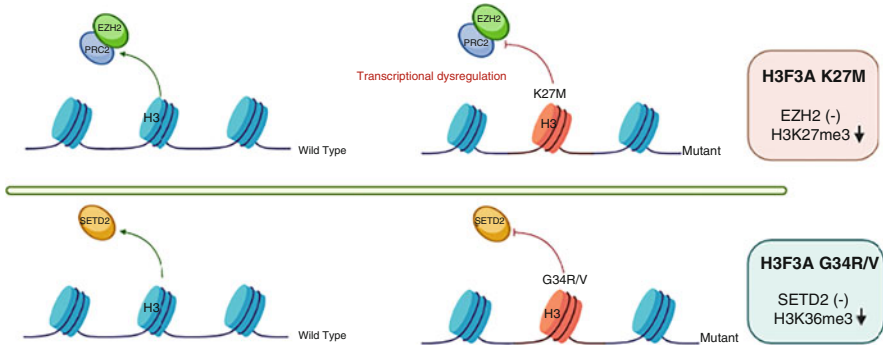 EZH2
PRC2
H3
Wild Type
EZH2
PRC2
Transcriptional dysregulation
K27M
H3
Mutant
H3F3A K27M
EZH2 (-)
H3K27me3 ↓
SETD2
H3
Wild Type
SETD2
G34R/V
H3
Mutant
H3F3A G34R/V
SETD2 (-)
H3K36me3 ↓